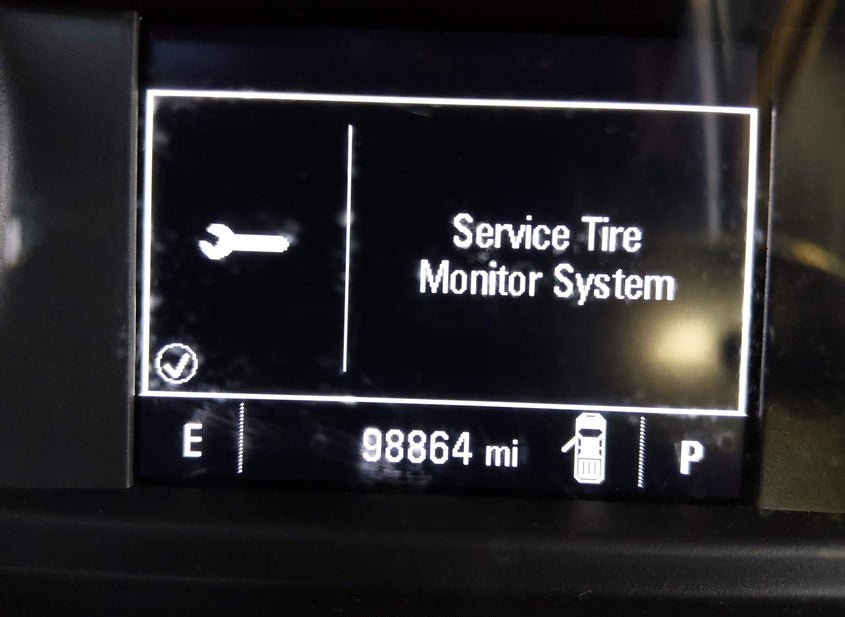 Service Tire
Monitor System
E 98864 mi P